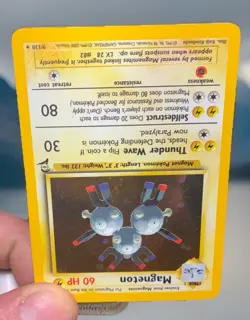 Evolves from Magnemite
Magneton
60 HP
Magnet Pokémon. Length: 3' 3", Weight: 132 lbs.
Thunder Wave Flip a coin. If
heads, the Defending Pokémon is
now Paralyzed.
30
Selfdestruct Does 20 damage to each
Pokémon on each player's Bench. (Don't apply
Weakness and Resistance for Benched Pokémon.)
Magneton does 80 damage to itself.
80
weakness
resistance
retreat cost
Formed by several Magnemites linked together. It frequently
appears when sunspots flare up. LV. 28 #82